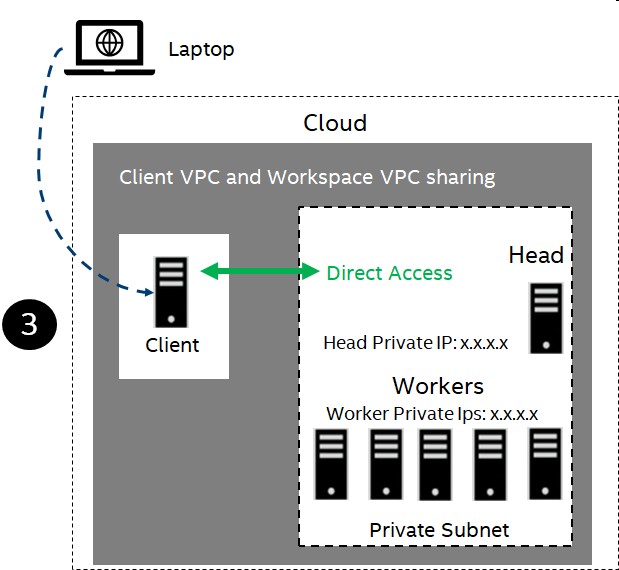 Laptop
Cloud
Client VPC and Workspace VPC sharing
Head
Direct Access
3
Head Private IP: x.x.x.x
Client
Workers
Worker Private Ips: x.x.x.x
Private Subnet